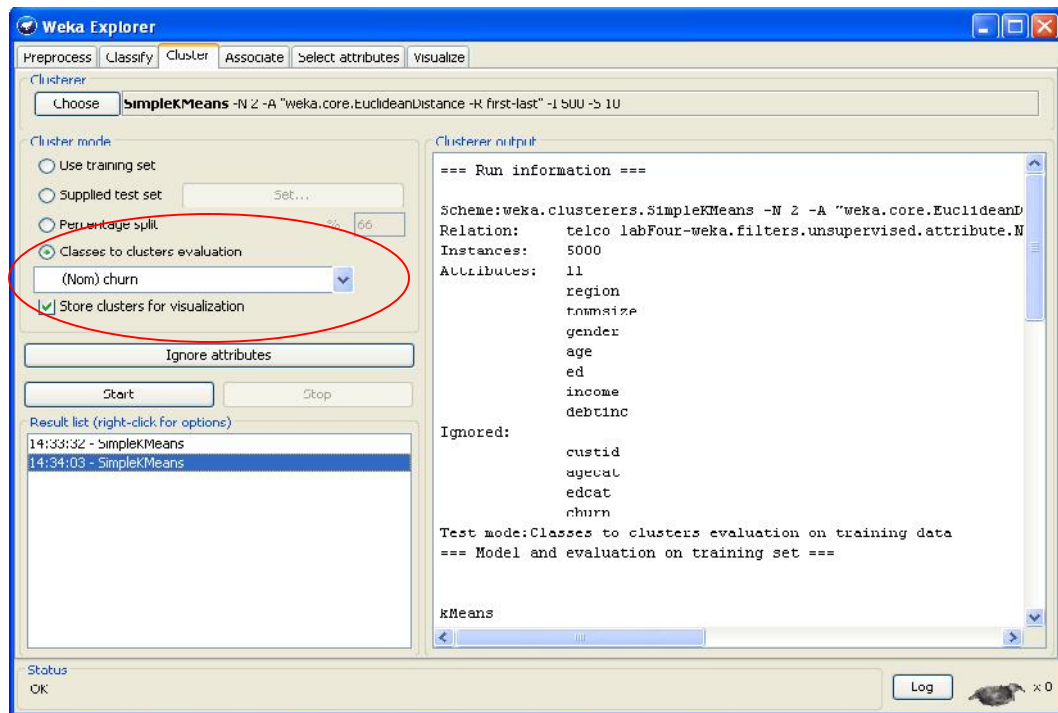 Weka Explorer
Preprocess Classify Cluster Associate Select attributes Visualize
Clusterer
Choose SimpleKMeans -N 2 -A "weka.core.EuclideanDistance -R first-last" -I 500 -S 10
Cluster mode
Use training set
Supplied test set Set...
Percentage split % 66
Classes to clusters evaluation
(Nom) churn
Store clusters for visualization
Ignore attributes
Start Stop
Result list (right-click for options)
14:33:32 - SimpleKMeans
14:34:03 - SimpleKMeans
Clusterer output
=== Run information ===
Scheme:weka.clusterers.SimpleKMeans -N 2 -A "weka.core.EuclideanD
Relation: telco labFour-weka.filters.unsupervised.attribute.N
Instances: 5000
Attributes: 11
region
townsize
gender
age
ed
income
debtinc
Ignored:
custid
agecat
edcat
churn
Test mode:Classes to clusters evaluation on training data
=== Model and evaluation on training set ===
kMeans
Status
OK
Log x 0